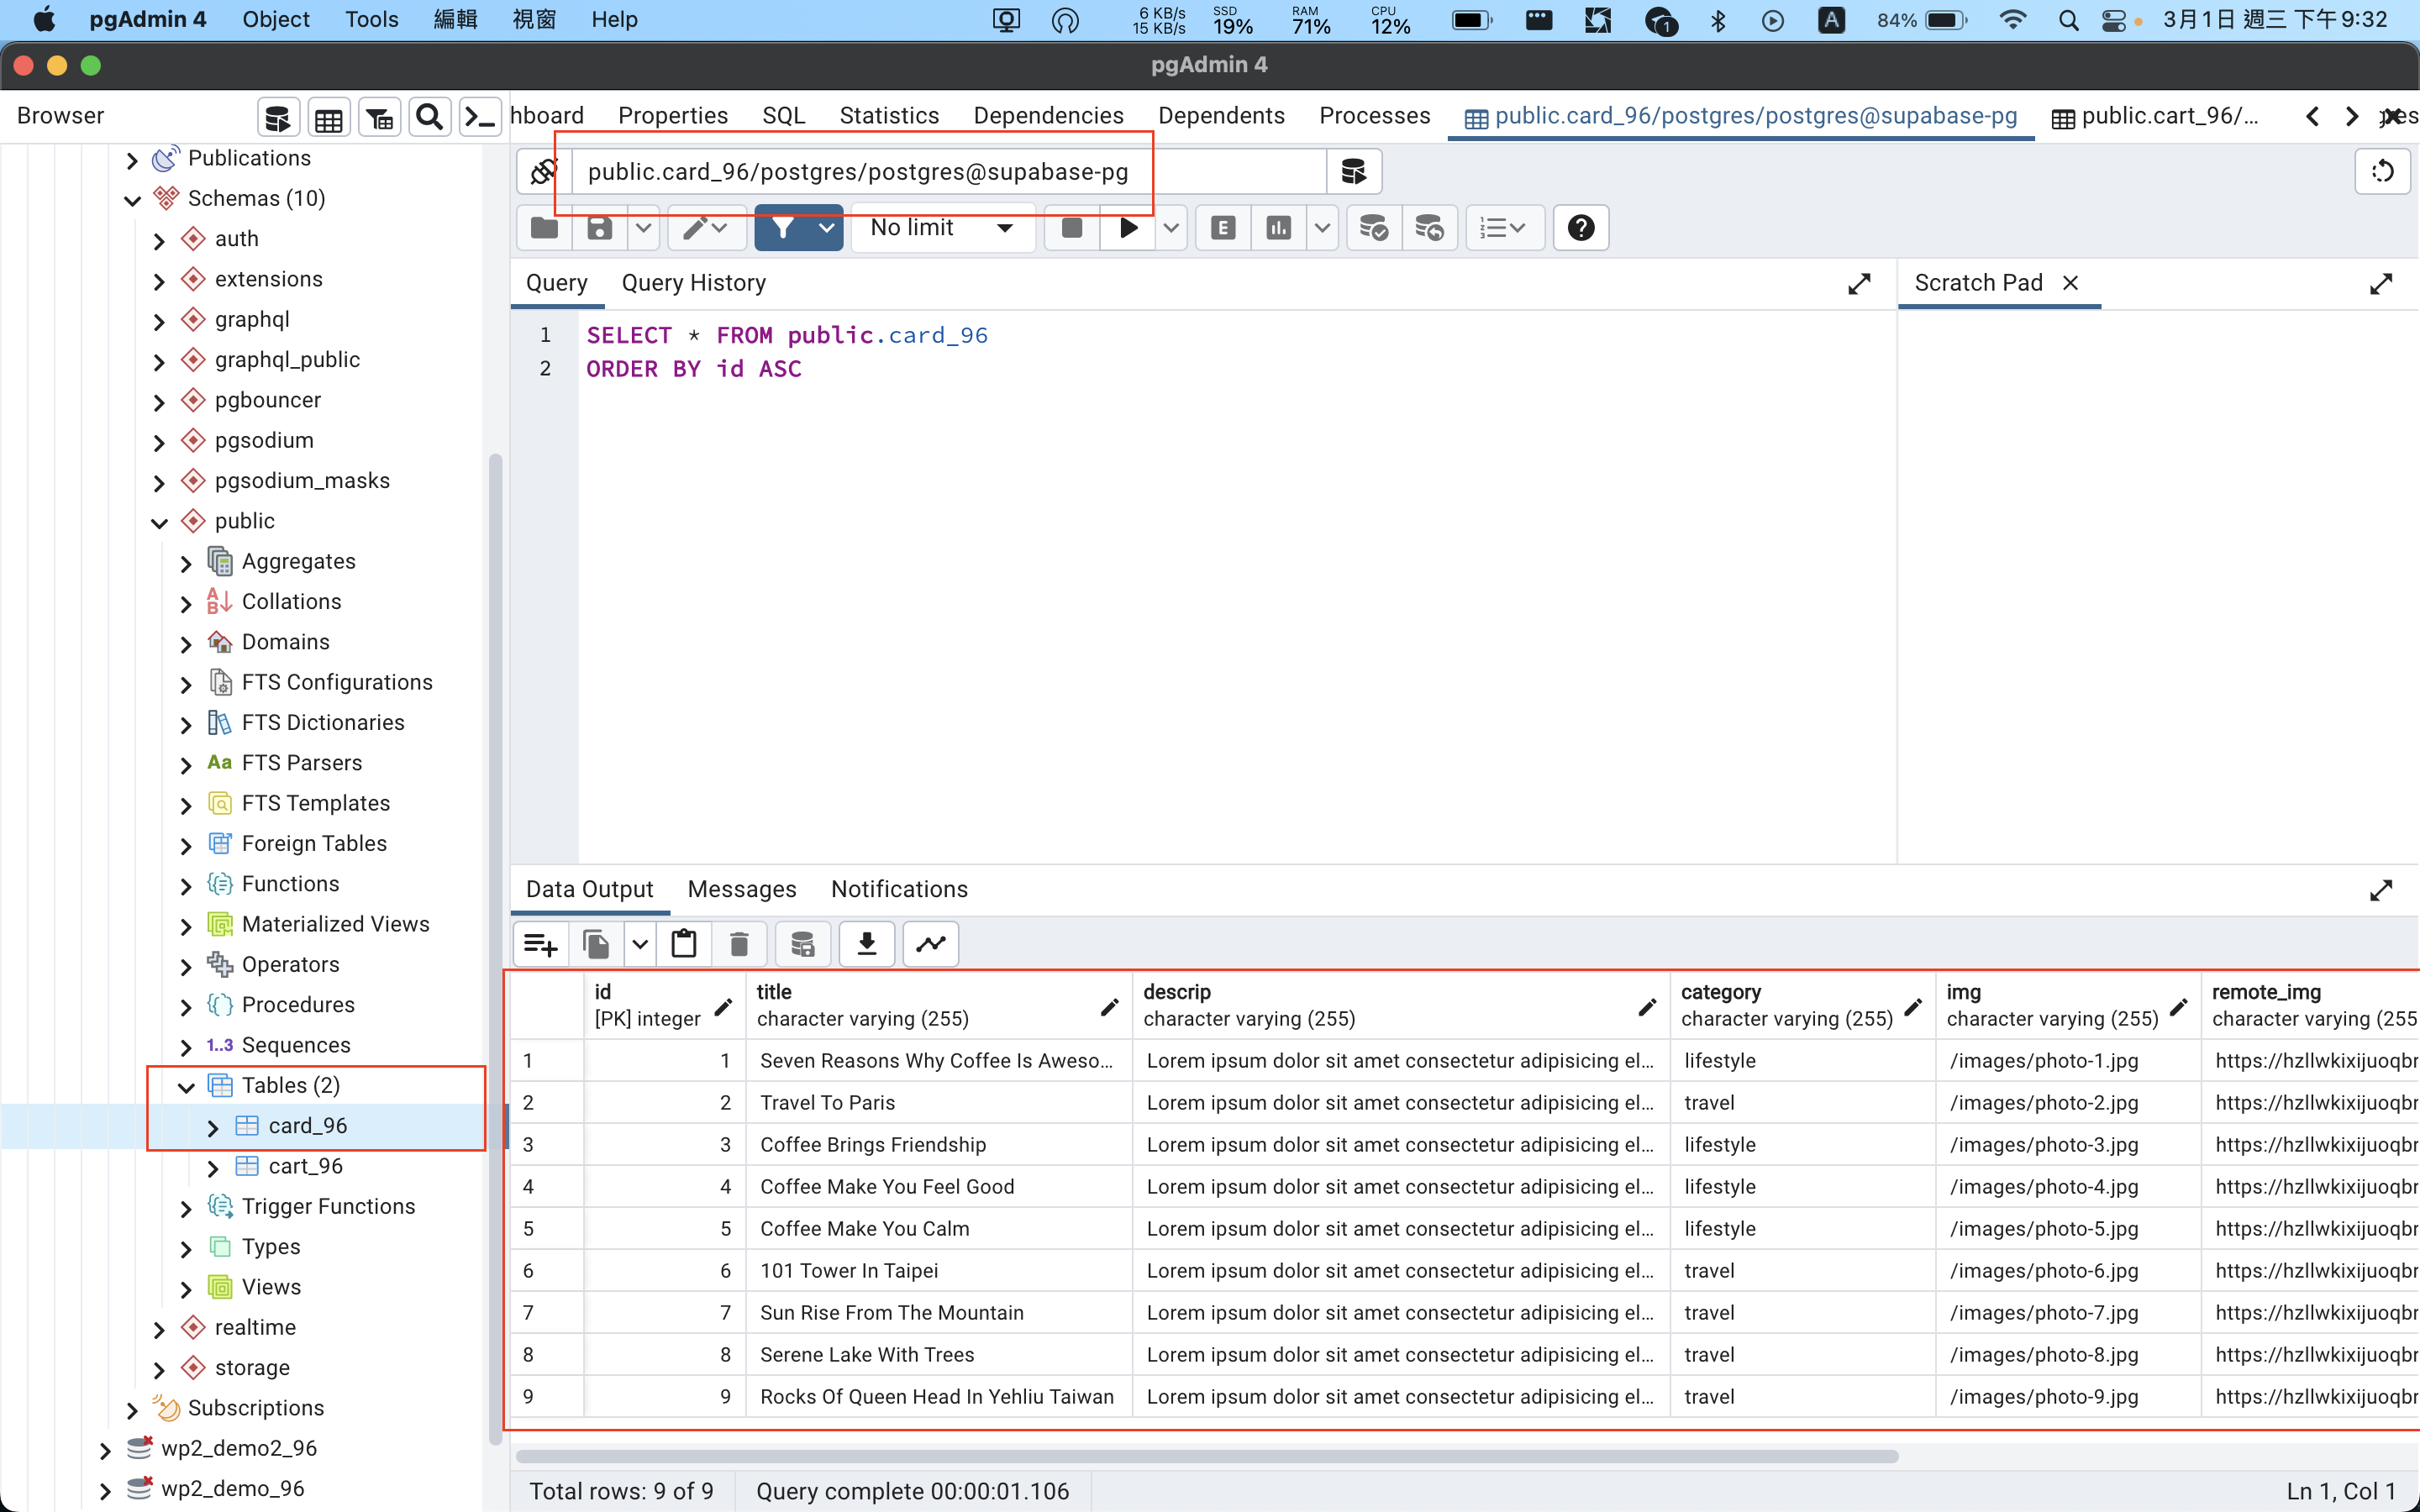 pgAdmin 4 Object Tools 編輯 視窗 Help 6 KB/s 15 KB/s SSD 19% RAM 71% CPU 12% 1 A 84% 3月1日 週三 下午9:32
pgAdmin 4
Browser
hboard Properties SQL Statistics Dependencies Dependents Processes public.card_96/postgres/postgres@supabase-pg public.cart_96/...
public.card_96/postgres/postgres@supabase-pg
No limit
E
Query Query History
Scratch Pad
1 SELECT * FROM public.card_96
2 ORDER BY id ASC
Publications
Schemas (10)
auth
extensions
graphql
graphql_public
pgbouncer
pgsodium
pgsodium_masks
public
Aggregates
Collations
Domains
FTS Configurations
FTS Dictionaries
Aa FTS Parsers
FTS Templates
Foreign Tables
Functions
Materialized Views
Operators
Procedures
1..3 Sequences
Tables (2)
card_96
cart_96
Trigger Functions
Types
Views
realtime
storage
Subscriptions
wp2_demo2_96
wp2_demo_96
Data Output Messages Notifications
id title descrip category img remote_img
[PK] integer character varying (255) character varying (255) character varying (255) character varying (255) character varying (255
1 1 Seven Reasons Why Coffee Is Aweso... Lorem ipsum dolor sit amet consectetur adipisicing el... lifestyle /images/photo-1.jpg https://hzllwkixijuoqbr
2 2 Travel To Paris Lorem ipsum dolor sit amet consectetur adipisicing el... travel /images/photo-2.jpg https://hzllwkixijuoqbr
3 3 Coffee Brings Friendship Lorem ipsum dolor sit amet consectetur adipisicing el... lifestyle /images/photo-3.jpg https://hzllwkixijuoqbr
4 4 Coffee Make You Feel Good Lorem ipsum dolor sit amet consectetur adipisicing el... lifestyle /images/photo-4.jpg https://hzllwkixijuoqbr
5 5 Coffee Make You Calm Lorem ipsum dolor sit amet consectetur adipisicing el... lifestyle /images/photo-5.jpg https://hzllwkixijuoqbr
6 6 101 Tower In Taipei Lorem ipsum dolor sit amet consectetur adipisicing el... travel /images/photo-6.jpg https://hzllwkixijuoqbr
7 7 Sun Rise From The Mountain Lorem ipsum dolor sit amet consectetur adipisicing el... travel /images/photo-7.jpg https://hzllwkixijuoqbr
8 8 Serene Lake With Trees Lorem ipsum dolor sit amet consectetur adipisicing el... travel /images/photo-8.jpg https://hzllwkixijuoqbr
9 9 Rocks Of Queen Head In Yehliu Taiwan Lorem ipsum dolor sit amet consectetur adipisicing el... travel /images/photo-9.jpg https://hzllwkixijuoqbr
Total rows: 9 of 9 Query complete 00:00:01.106 Ln 1, Col 1